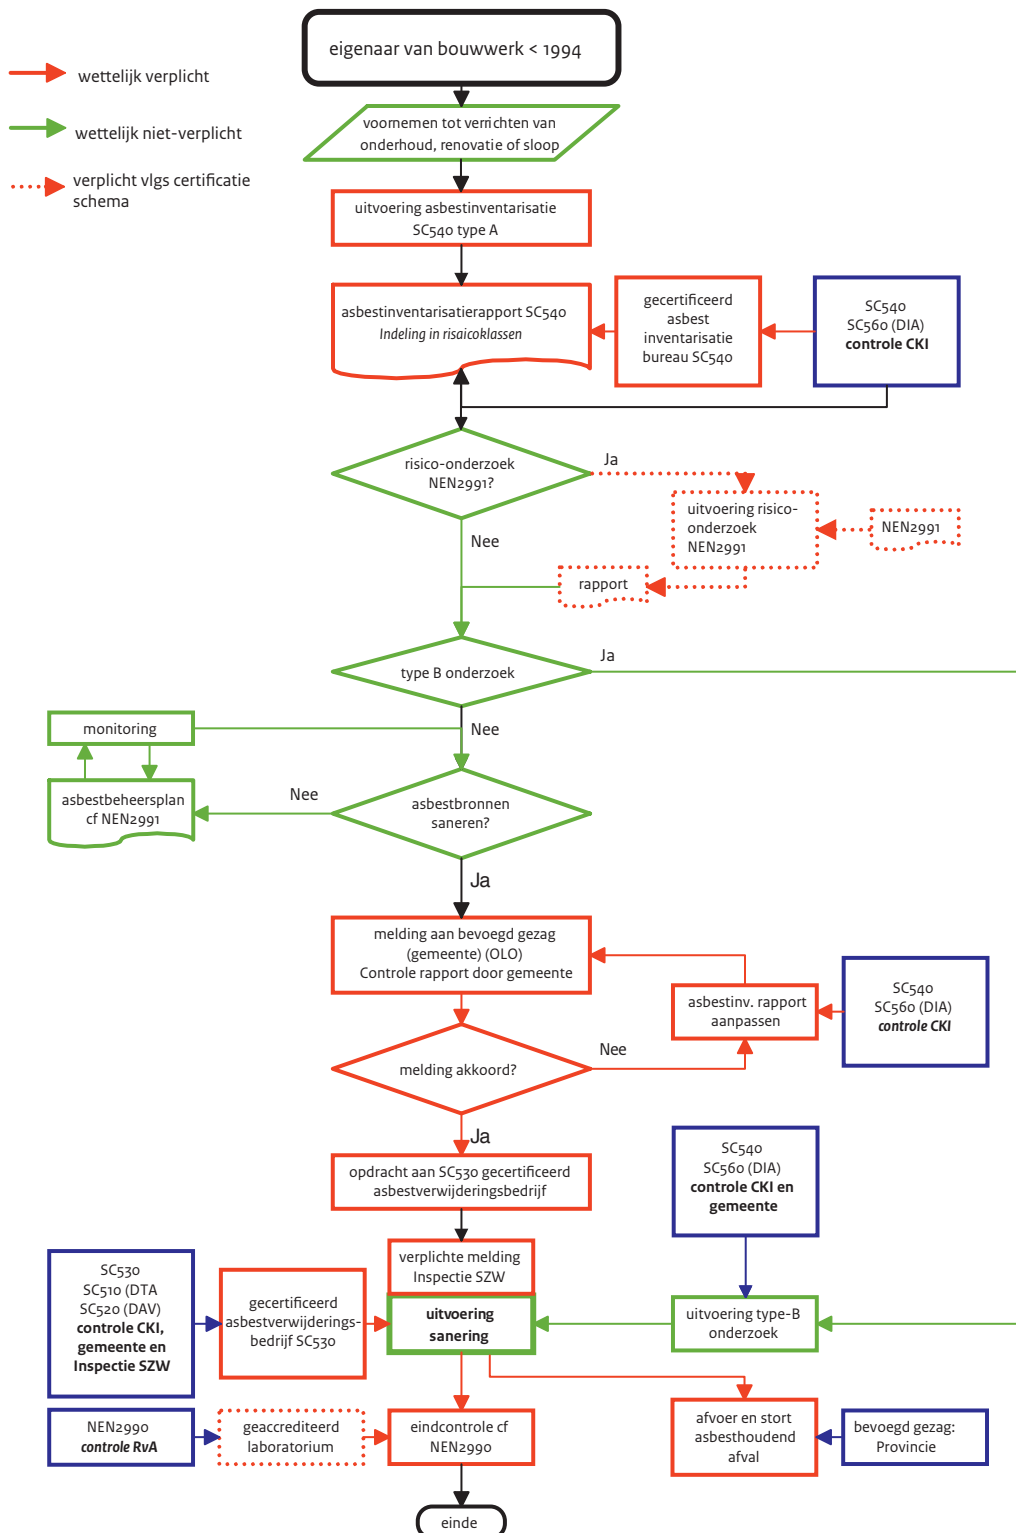 eigenaar van bouwwerk < 1994
wettelijk verplicht
wettelijk niet-verplicht
verplicht vlgs certificatie
schema
voornemen tot verrichten van
onderhoud, renovatie of sloop
uitvoering asbestinventarisatie
SC540 type A
asbestinventarisatierapport SC540
Indeling in risaicoklassen
gecertificeerd
asbest
inventarisatie
bureau SC540
SC540
SC560 (DIA)
controle CKI
risico-onderzoek
NEN2991?
Ja
uitvoering risico-
onderzoek
NEN2991
NEN2991
Nee
rapport
type B onderzoek
Ja
Nee
monitoring
asbestbeheersplan
cf NEN2991
Nee
asbestbronnen
saneren?
Ja
melding aan bevoegd gezag
(gemeente) (OLO)
Controle rapport door gemeente
asbestinv. rapport
aanpassen
SC540
SC560 (DIA)
controle CKI
melding akkoord?
Nee
Ja
opdracht aan SC530 gecertificeerd
asbestverwijderingsbedrijf
SC540
SC560 (DIA)
controle CKI en
gemeente
verplichte melding
Inspectie SZW
SC530
SC510 (DTA
SC520 (DAV)
controle CKI,
gemeente en
Inspectie SZW
gecertificeerd
asbestverwijderings-
bedrijf SC530
uitvoering
sanering
uitvoering type-B
onderzoek
NEN2990
controle RvA
geaccrediteerd
laboratorium
eindcontrole cf
NEN2990
afvoer en stort
asbesthoudend
afval
bevoegd gezag:
Provincie
einde